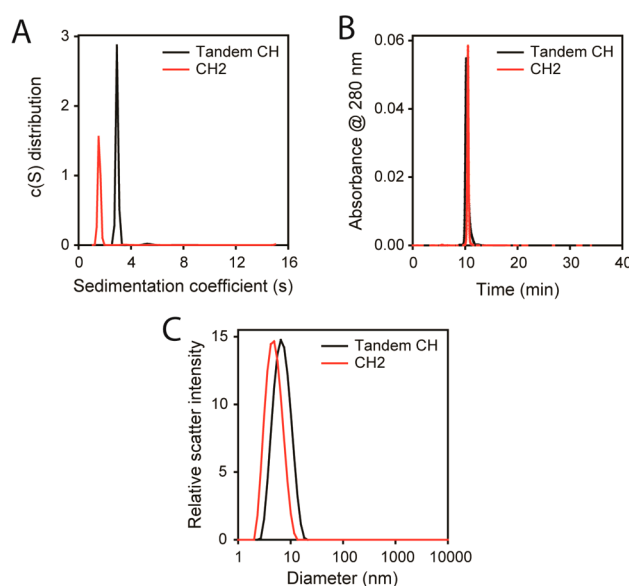 A
Tandem CH
CH2
c(S) distribution
3
2
1
0
0 4 8 12 16
Sedimentation coefficient (s)
B
Tandem CH
CH2
Absorbance @ 280 nm
0.06
0.04
0.02
0.00
0 10 20 30 40
Time (min)
C
Tandem CH
CH2
Relative scatter intensity
15
10
5
0
1 10 100 1000 10000
Diameter (nm)